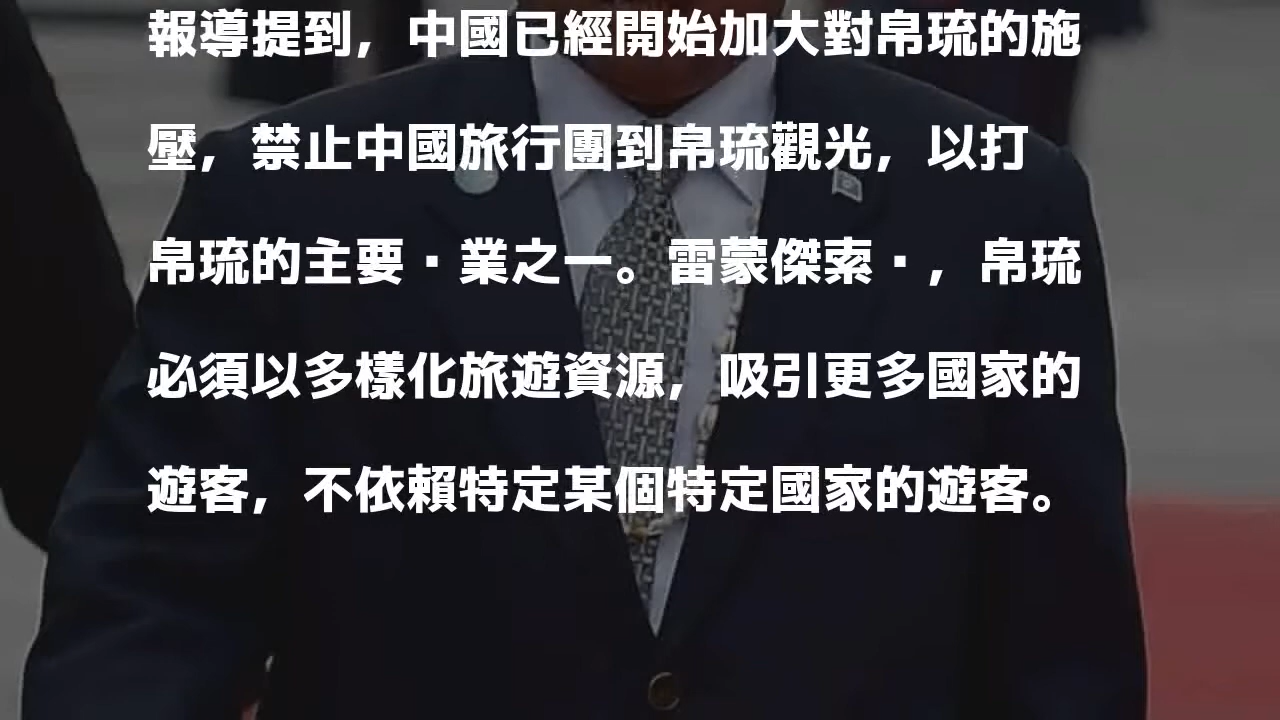 報導提到，中國已經開始加大對帛琉的施
壓，禁止中國旅行團到帛琉觀光，以打
帛琉的主要▪業之一。雷蒙傑索▪，帛琉
必須以多樣化旅遊資源，吸引更多國家的
遊客，不依賴特定某個特定國家的遊客。